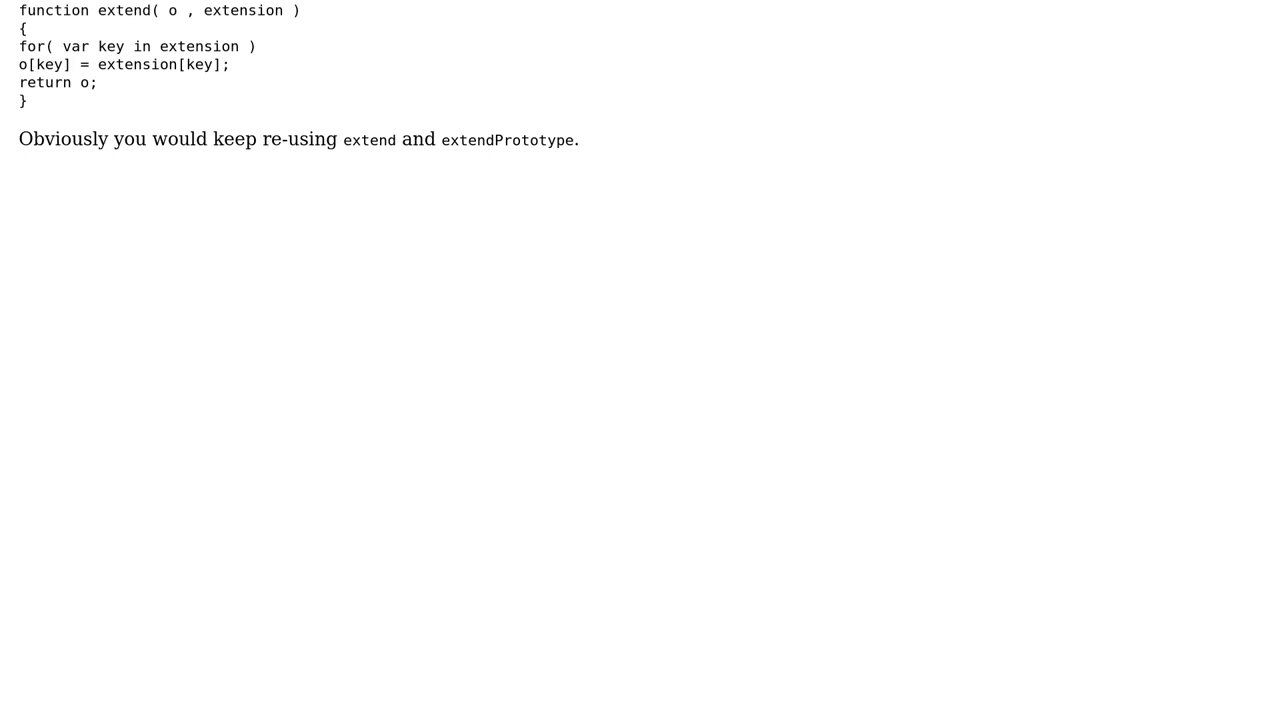 function extend( o , extension )
{
for( var key in extension )
o[key] = extension[key];
return o;
}
Obviously you would keep re-using extend and extendPrototype.